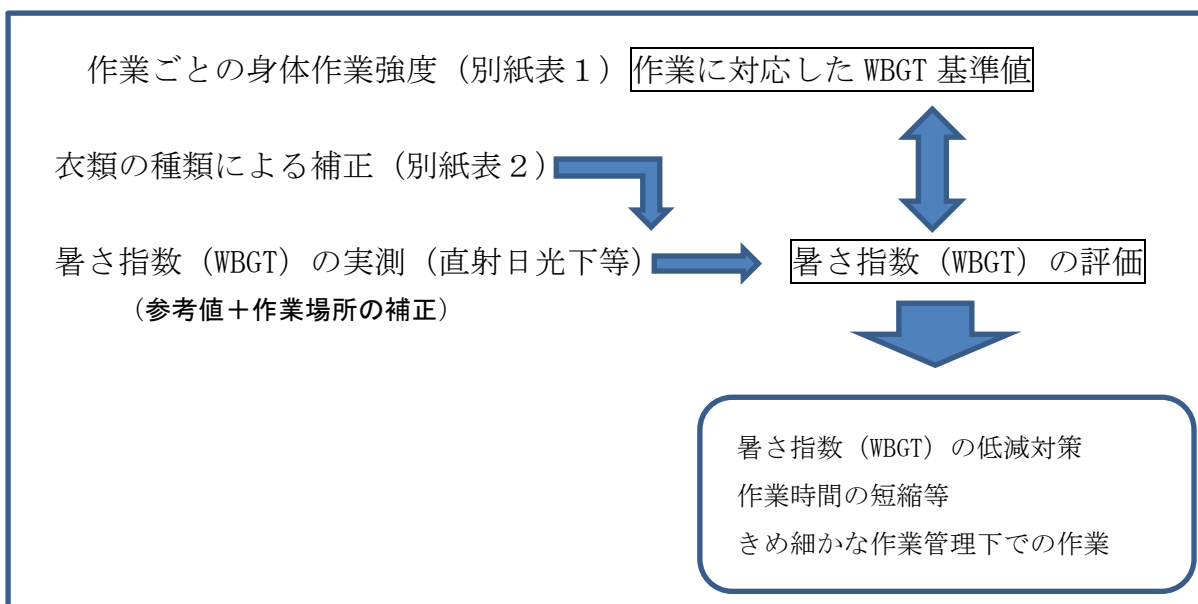 作業ごとの身体作業強度(別紙表1)作業に対応した WBGT 基準値
衣類の種類による補正(別紙表2)
暑さ指数(WBGT)の実測(直射日光下等)
暑さ指数(WBGT)の評価
(参考値+作業場所の補正)
暑さ指数(WBGT)の低減対策
作業時間の短縮等
きめ細かな作業管理下での作業